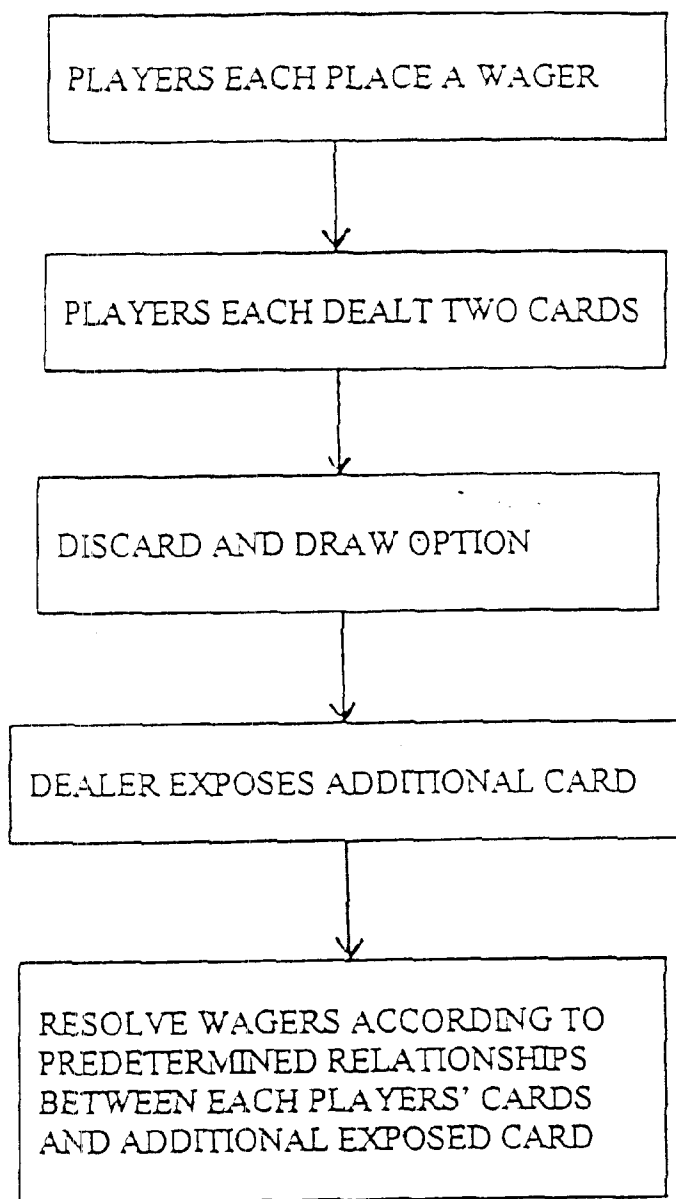 PLAYERS EACH PLACE A WAGER
PLAYERS EACH DEALT TWO CARDS
DISCARD AND DRAW OPTION
DEALER EXPOSES ADDITIONAL CARD
RESOLVE WAGERS ACCORDING TO
PREDETERMINED RELATIONSHIPS
BETWEEN EACH PLAYERS' CARDS
AND ADDITIONAL EXPOSED CARD